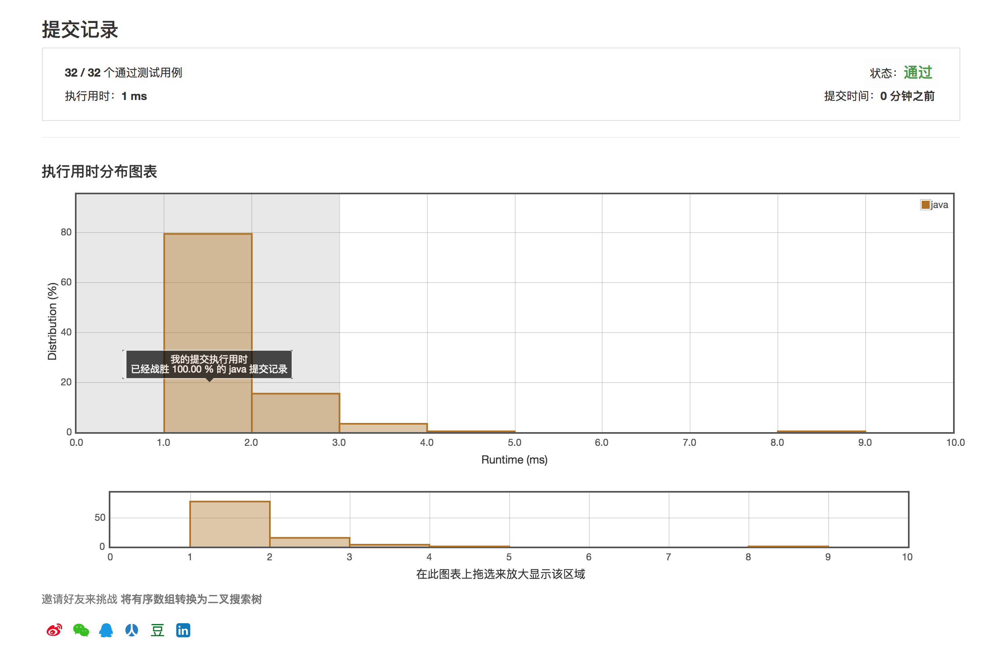 提交记录
32 / 32 个通过测试用例
状态：通过
执行用时：1 ms
提交时间：0 分钟之前
执行用时分布图表
java
80
60
40
20
0
Distribution (%)
我的提交执行用时
已经战胜 100.00 % 的 java 提交记录
0.0 1.0 2.0 3.0 4.0 5.0 6.0 7.0 8.0 9.0 10.0
Runtime (ms)
50
0
0 1 2 3 4 5 6 7 8 9 10
在此图表上拖选来放大显示该区域
邀请好友来挑战 将有序数组转换为二叉搜索树
豆
in